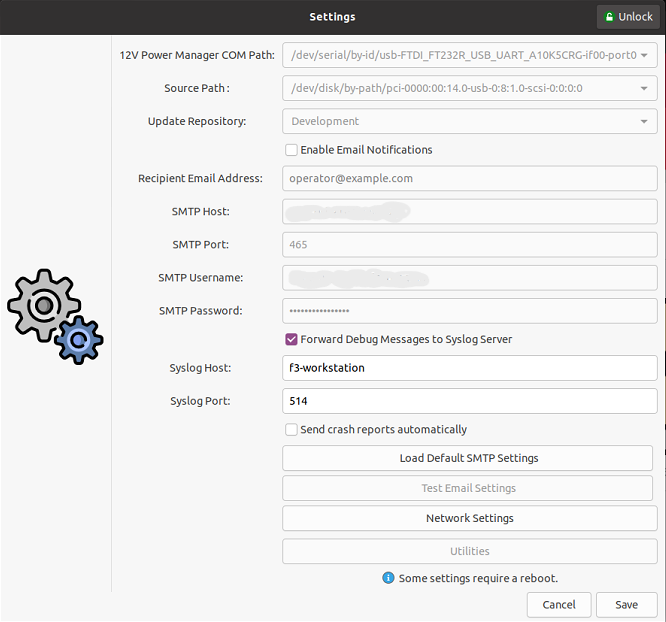 Settings
Unlock
12V Power Manager COM Path: /dev/serial/by-id/usb-FTDI_FT232R_USB_UART_A10K5CRG-if00-port0
Source Path : /dev/disk/by-path/pci-0000:00:14.0-usb-0:8:1.0-scsi-0:0:0:0
Update Repository: Development
Enable Email Notifications
Recipient Email Address: operator@example.com
SMTP Host:
SMTP Port: 465
SMTP Username:
SMTP Password: ••••••••••••••••
Forward Debug Messages to Syslog Server
Syslog Host: f3-workstation
Syslog Port: 514
Send crash reports automatically
Load Default SMTP Settings
Test Email Settings
Network Settings
Utilities
Some settings require a reboot.
Cancel Save